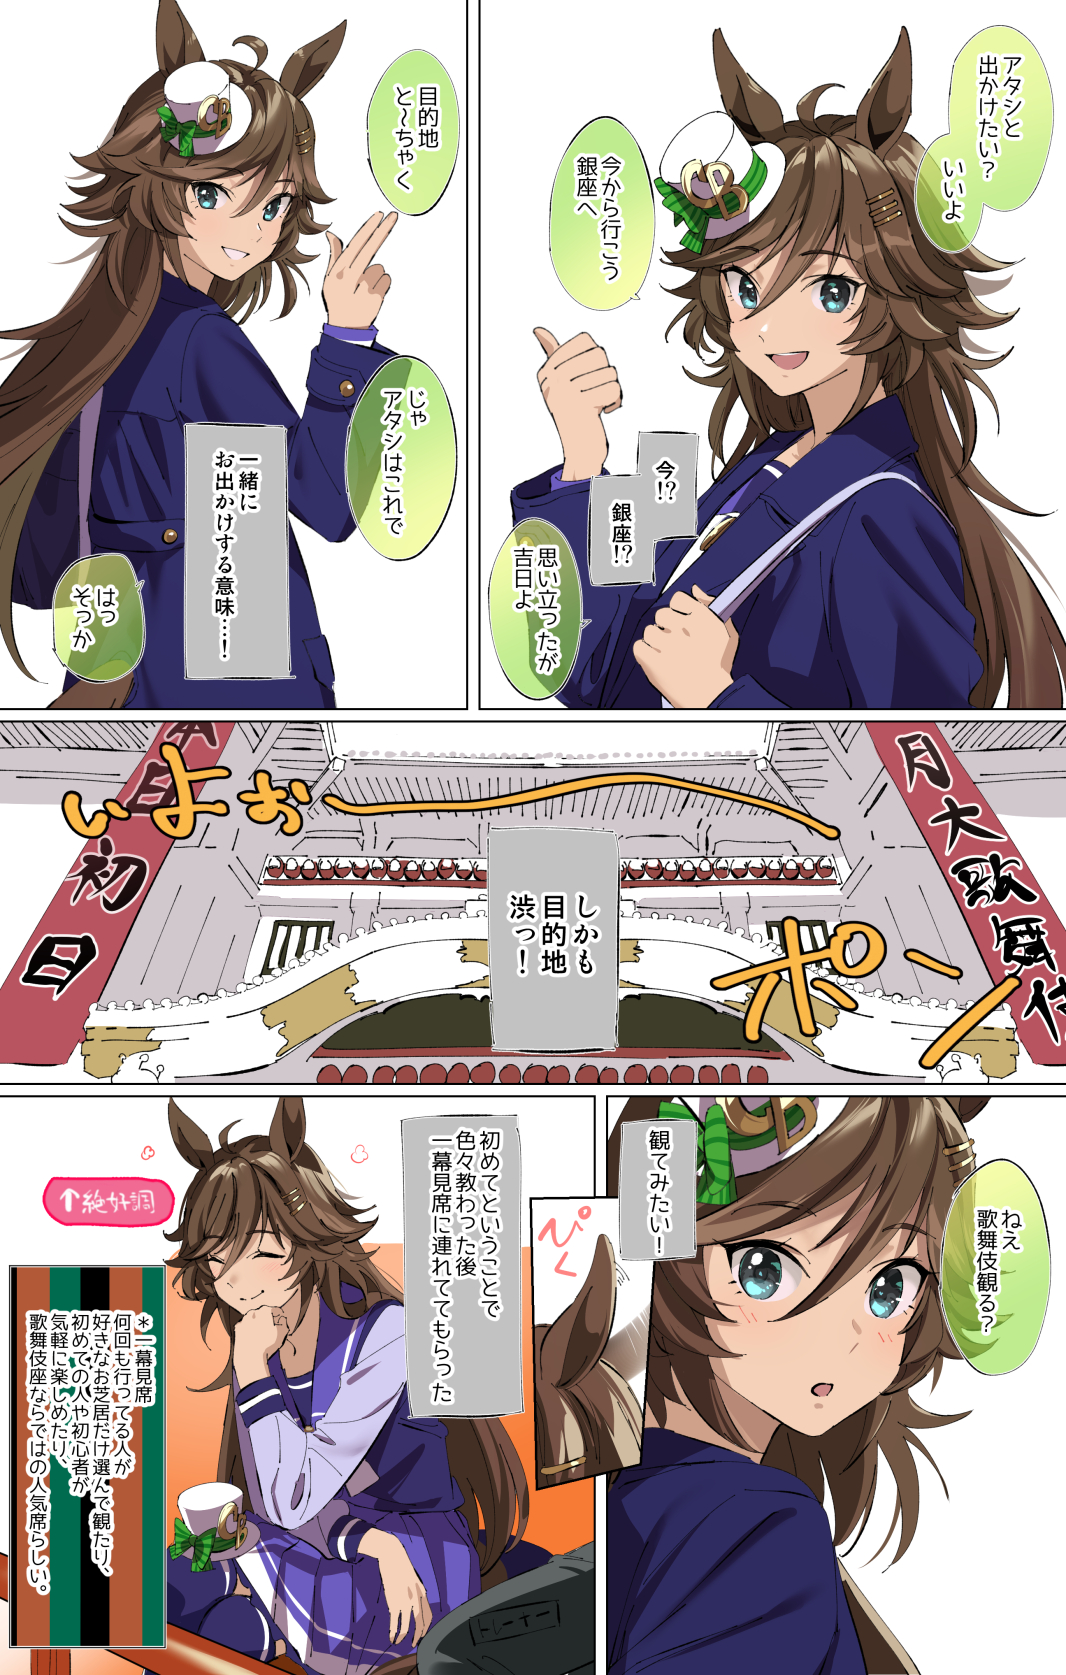 アタシと
出かけたい?
いいよ
今から行こう
銀座へ
今!?
銀座!?
思い立ったが
吉日よ
目的地
と〜ちゃく
じゃ
アタシはこれで
一緒に
お出かけする意味…!
はっ
そっか
月大歌舞伎
本日初日
いよぉ〜
ポン
しかも
目的地
渋っ!
ねえ
歌舞伎観る?
観てみたい!
ぴく
初めてということで
色々教わった後
一幕見席に連れててもらった
↑絶好調
*一幕見席
何回も行ってる人が
好きなお芝居だけ選んで観たり、
初めての人や初心者が
気軽に楽しめたり、
歌舞伎座ならではの人気席らしい。
トレーナー